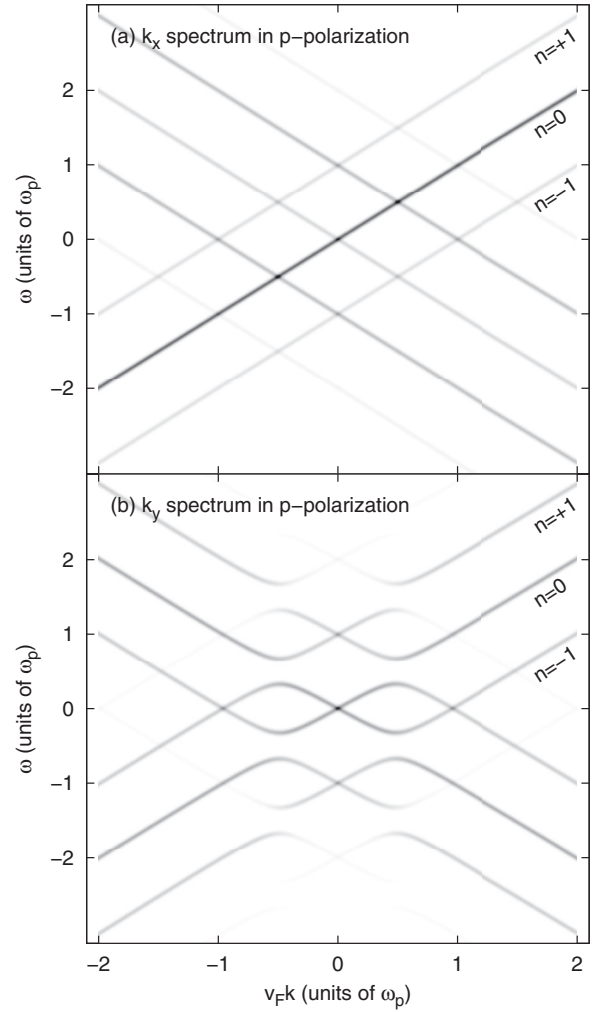 (a) kx spectrum in p−polarization
n=+1
n=0
n=−1
2
1
0
−1
−2
ω (units of ωp)
(b) ky spectrum in p−polarization
n=+1
n=0
n=−1
2
1
0
−1
−2
ω (units of ωp)
−2
−1
0
1
2
vFk (units of ωp)